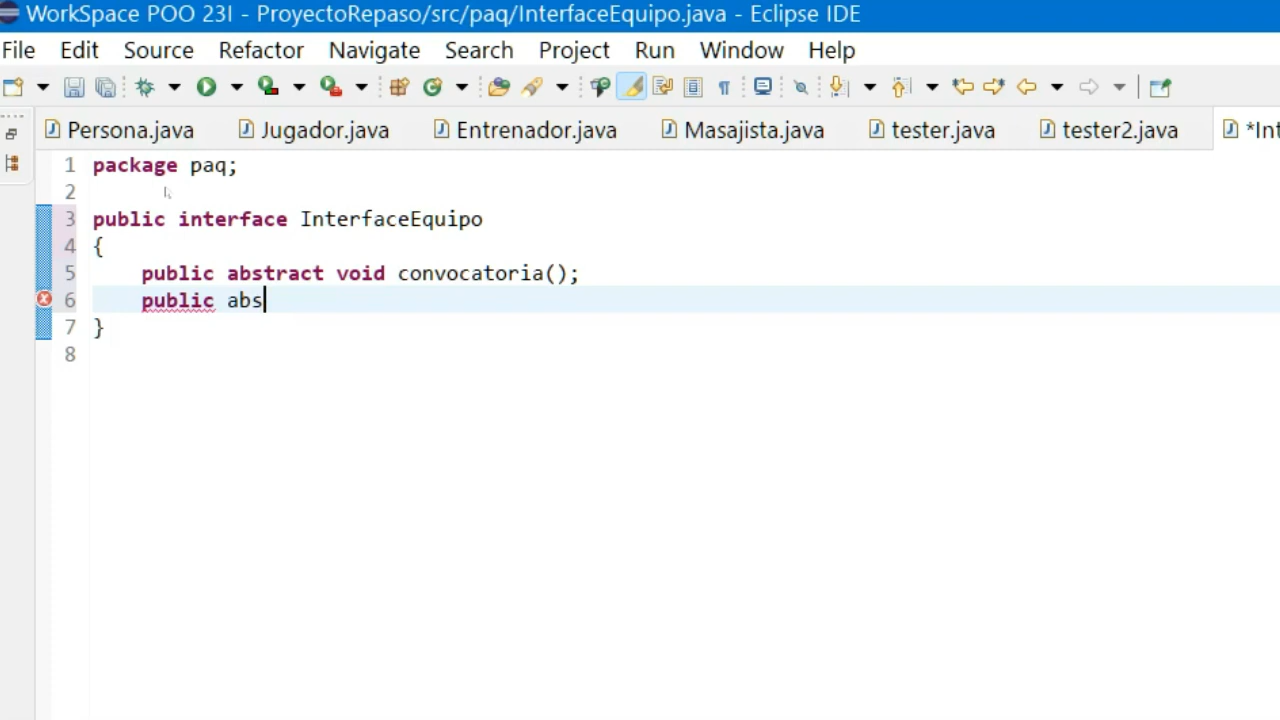 WorkSpace POO 23I - ProyectoRepaso/src/paq/InterfaceEquipo.java - Eclipse IDE
File Edit Source Refactor Navigate Search Project Run Window Help
Persona.java Jugador.java Entrenador.java Masajista.java tester.java tester2.java *Int
1 package paq;
2
3 public interface InterfaceEquipo
4 {
5 public abstract void convocatoria();
6 public abs
7 }
8